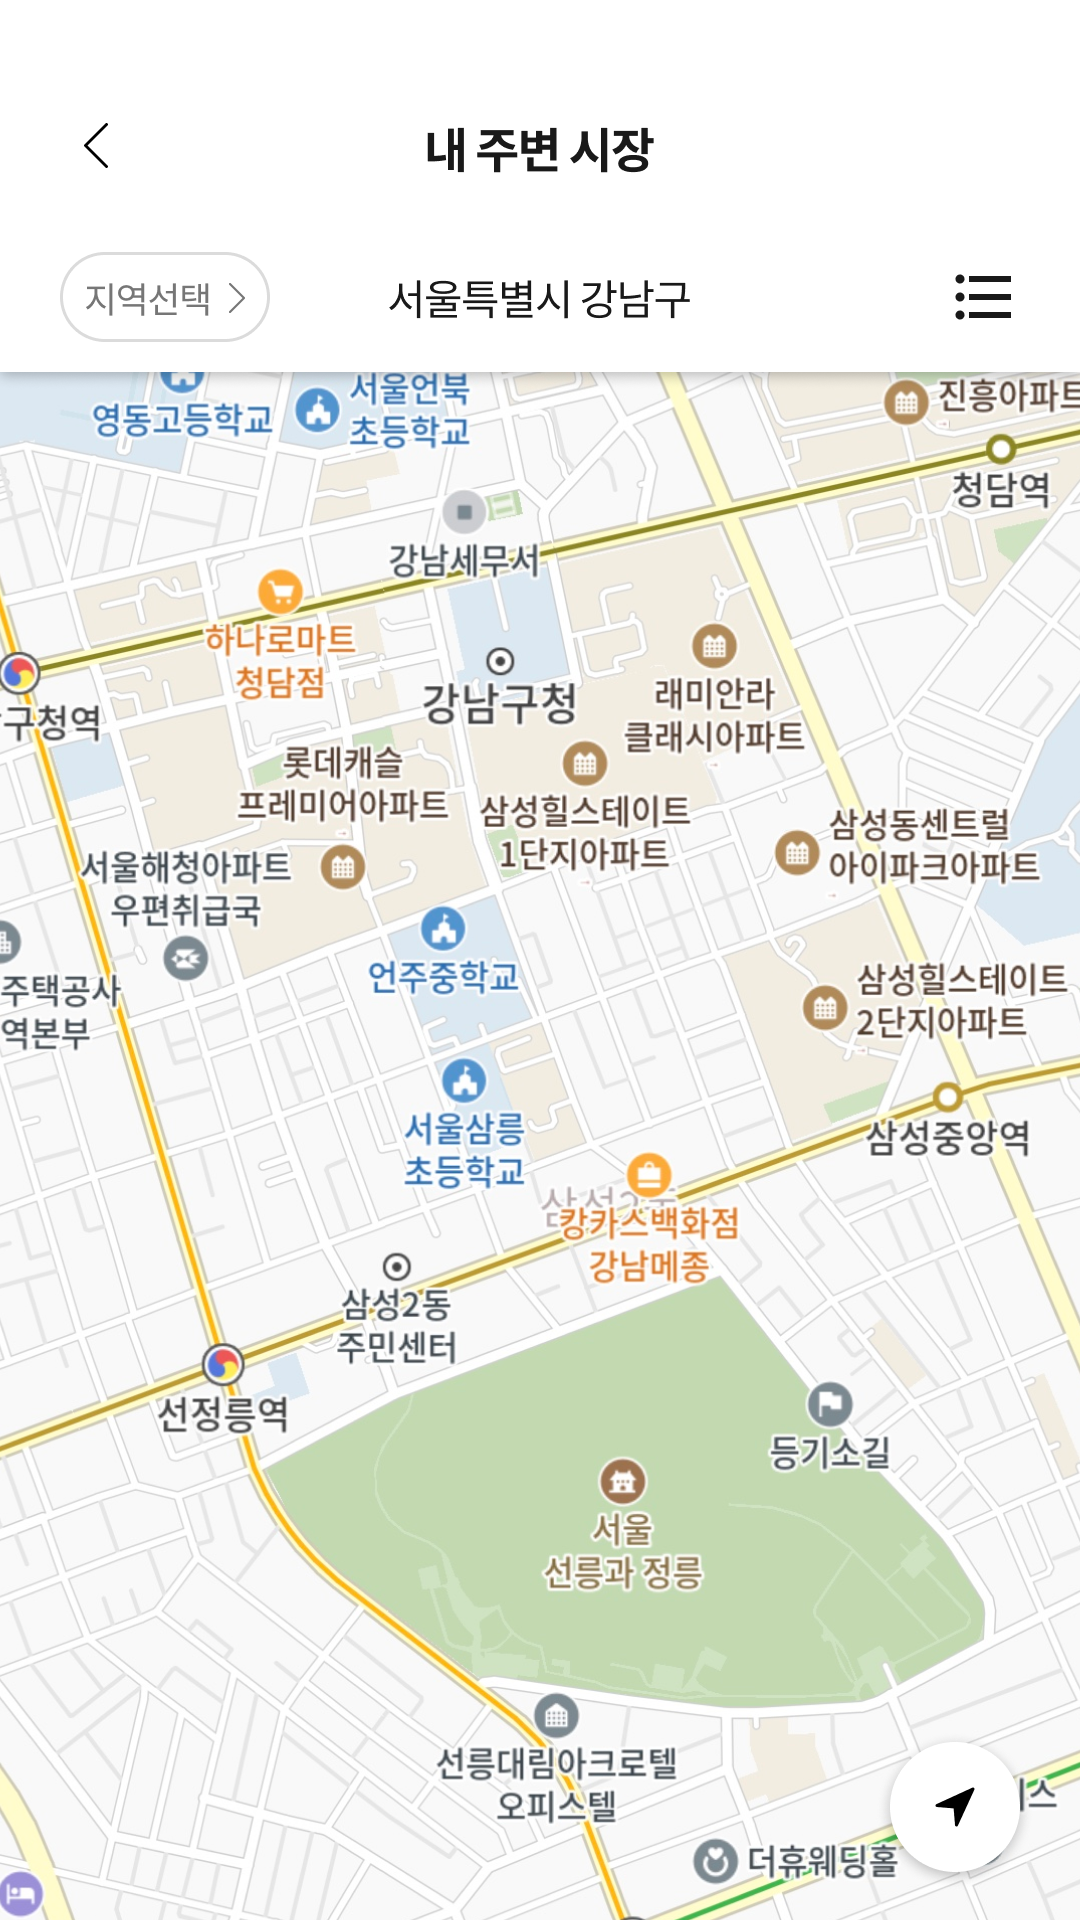 내 주변 시장
지역선택
서울특별시 강남구
영동고등학교
서울언북
초등학교
진흥아파트
청담역
강남세무서
하나로마트
청담점
강남구청
래미안라
클래시아파트
구청역
롯데캐슬
프레미어아파트
삼성힐스테이트
1단지아파트
삼성동센트럴
아이파크아파트
서울해청아파트
우편취급국
언주중학교
주택공사
역본부
삼성힐스테이트
2단지아파트
서울삼릉
초등학교
삼성중앙역
삼성2동
캉카스백화점
강남메종
삼성2동
주민센터
선정릉역
등기소길
서울
선릉과 정릉
선릉대림아크로텔
오피스텔
스
더휴웨딩홀